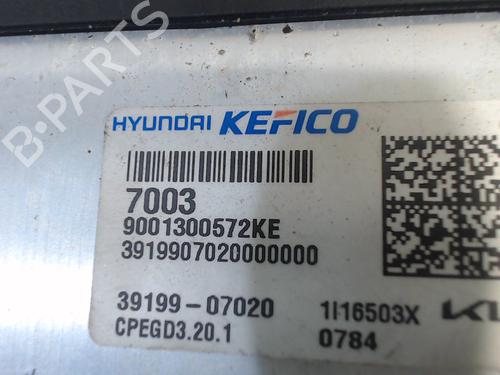 B-PARTS
HYUNDAI KEFICO
7003
9001300572KE
3919907020000000
39199-07020 1I16503X
CPEGD3.20.1 0784